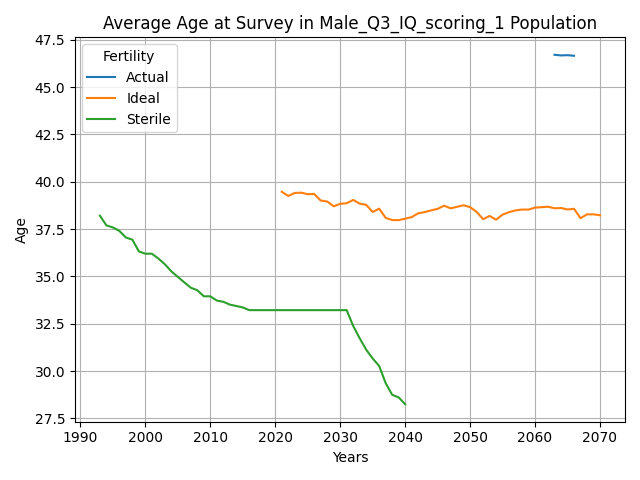 Average Age at Survey in Male_Q3_IQ_scoring_1 Population
Fertility
Actual
Ideal
Sterile
Age
47.5
45.0
42.5
40.0
37.5
35.0
32.5
30.0
27.5
1990 2000 2010 2020 2030 2040 2050 2060 2070
Years